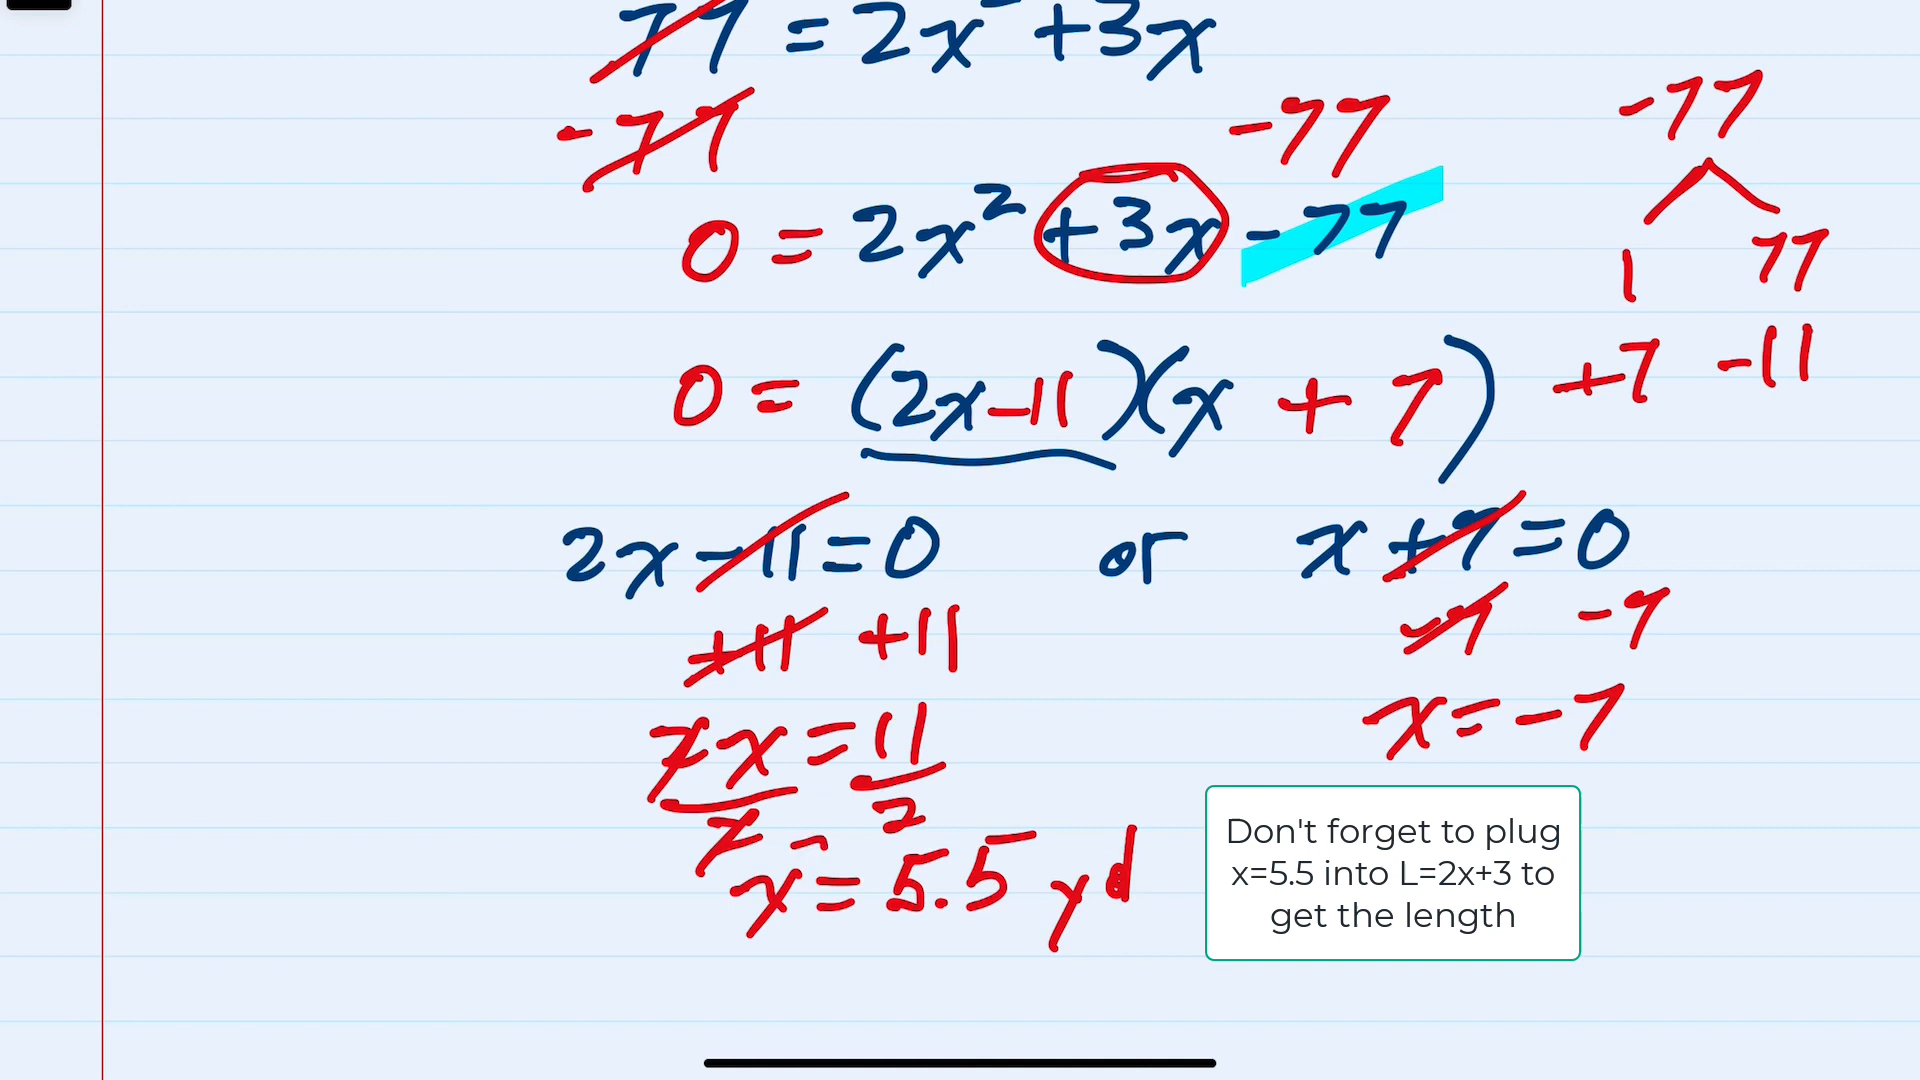 77 = 2x² +3x
-77 -77
-77
0 = 2x² +3x -77
1 77
0 = (2x-11)(x + 7)
+7 -11
2x-11=0 or x+7=0
+11 +11 -7 -7
2x = 11 x=-7
2 2
x = 5.5 yd
Don't forget to plug
x=5.5 into L=2x+3 to
get the length